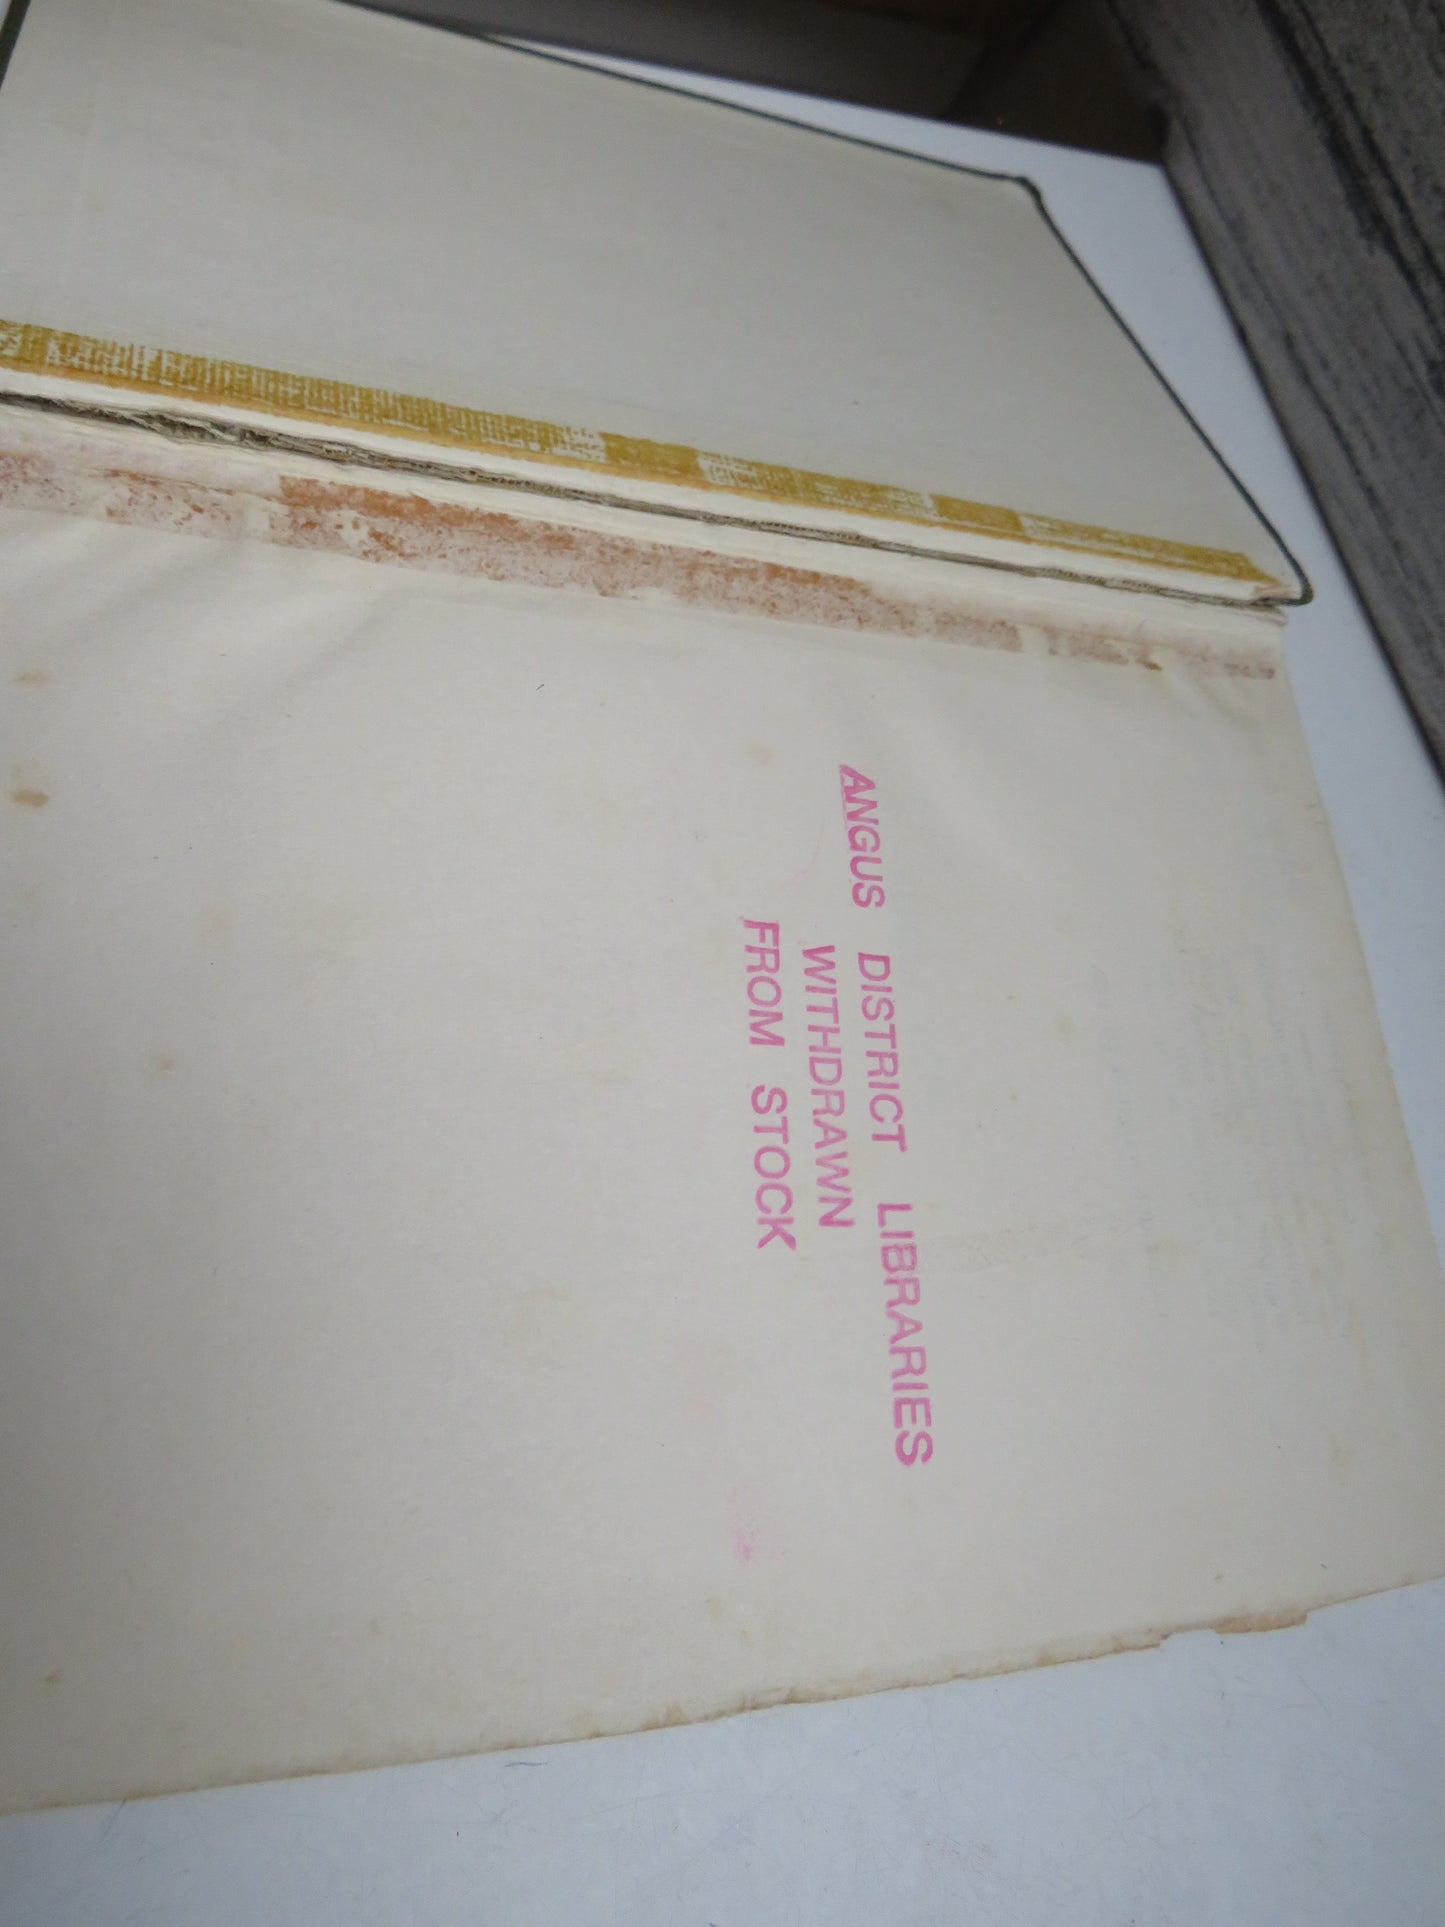 ANGUS DISTRICT LIBRARIES
WITHDRAWN
FROM STOCK